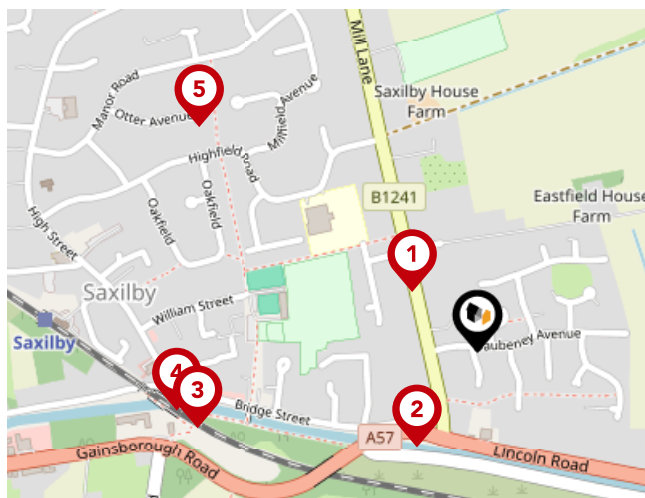 Mill Lane
Saxilby House
Farm
5
Manor Road
Otter Avenue
Millfield Avenue
Highfield Road
B1241
Eastfield House
Farm
Oakfield
Oakfield
High Street
1
Saxilby
William Street
Saxilby
aubeney Avenue
4
3
2
Bridge Street
A57
Gainsborough Road
Lincoln Road